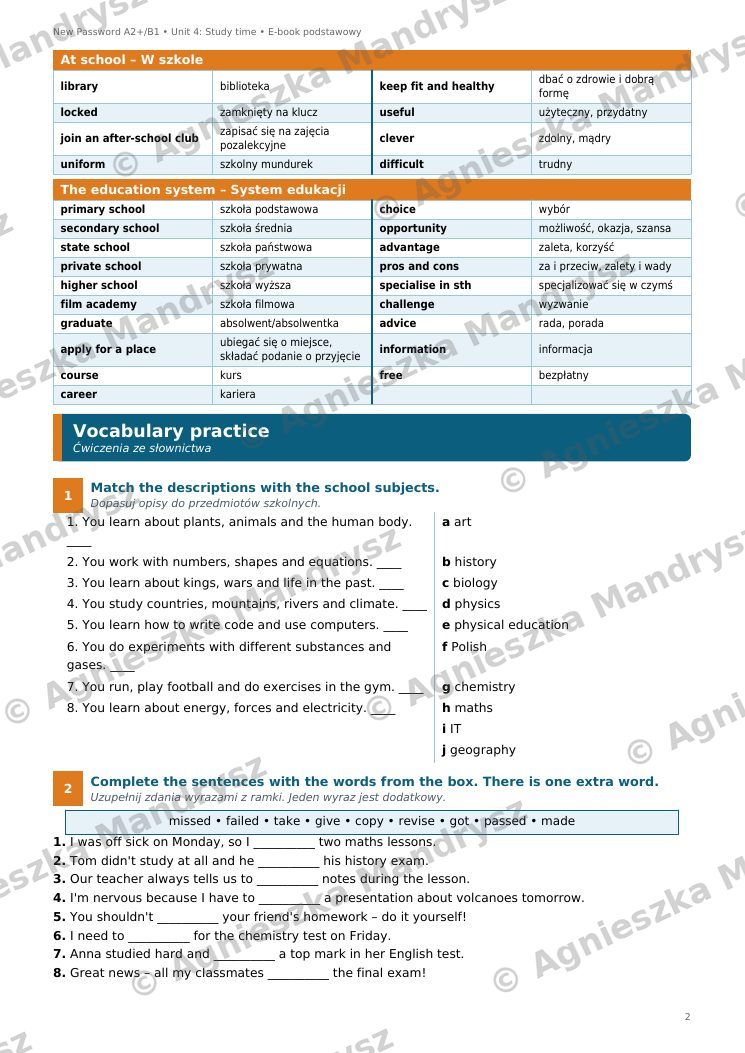 New Password A2+/B1 • Unit 4: Study time • E-book podstawowy
At school – W szkole
library biblioteka keep fit and healthy dbać o zdrowie i dobrą
formę
locked zamknięty na klucz useful użyteczny, przydatny
join an after-school club zapisać się na zajęcia
pozalekcyjne clever zdolny, mądry
uniform szkolny mundurek difficult trudny
The education system – System edukacji
primary school szkoła podstawowa choice wybór
secondary school szkoła średnia opportunity możliwość, okazja, szansa
state school szkoła państwowa advantage zaleta, korzyść
private school szkoła prywatna pros and cons za i przeciw, zalety i wady
higher school szkoła wyższa specialise in sth specjalizować się w czymś
film academy szkoła filmowa challenge wyzwanie
graduate absolwent/absolwentka advice rada, porada
apply for a place ubiegać się o miejsce,
składać podanie o przyjęcie information informacja
course kurs free bezpłatny
career kariera
Vocabulary practice
Ćwiczenia ze słownictwa
1 Match the descriptions with the school subjects.
Dopasuj opisy do przedmiotów szkolnych.
1. You learn about plants, animals and the human body.
____
a art
2. You work with numbers, shapes and equations. ____ b history
3. You learn about kings, wars and life in the past. ____ c biology
4. You study countries, mountains, rivers and climate. ____ d physics
5. You learn how to write code and use computers. ____ e physical education
6. You do experiments with different substances and
gases. ____
f Polish
7. You run, play football and do exercises in the gym. ____ g chemistry
8. You learn about energy, forces and electricity. ____ h maths
i IT
j geography
2 Complete the sentences with the words from the box. There is one extra word.
Uzupełnij zdania wyrazami z ramki. Jeden wyraz jest dodatkowy.
missed • failed • take • give • copy • revise • got • passed • made
1. I was off sick on Monday, so I __________ two maths lessons.
2. Tom didn't study at all and he __________ his history exam.
3. Our teacher always tells us to __________ notes during the lesson.
4. I'm nervous because I have to __________ a presentation about volcanoes tomorrow.
5. You shouldn't __________ your friend's homework – do it yourself!
6. I need to __________ for the chemistry test on Friday.
7. Anna studied hard and __________ a top mark in her English test.
8. Great news – all my classmates __________ the final exam!
2
© Agnieszka Mandrysz